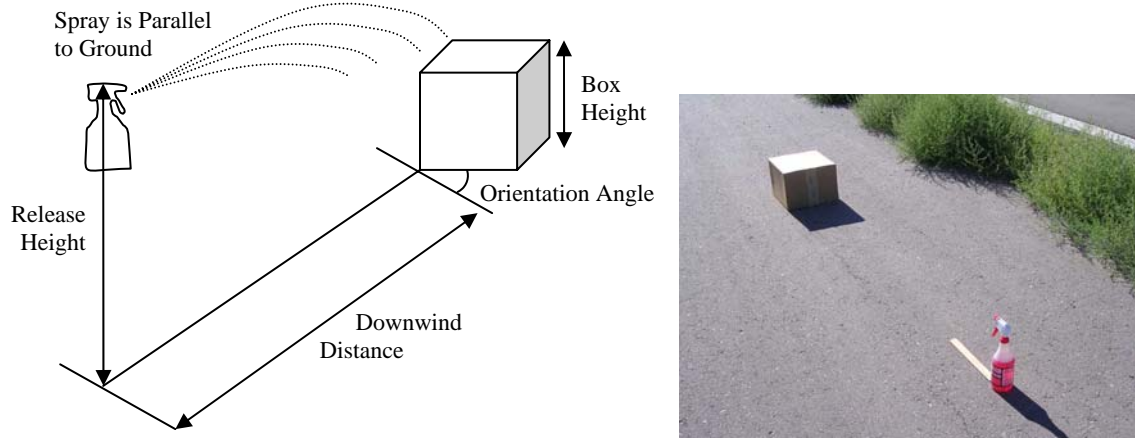 Spray is Parallel
to Ground
Box
Height
Orientation Angle
Release
Height
Downwind
Distance